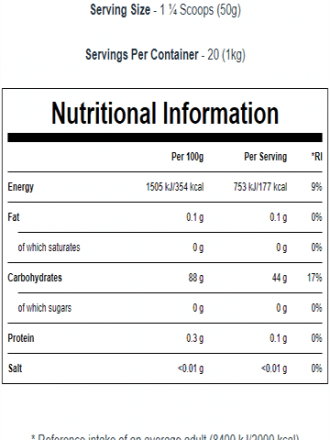 Serving Size - 1 ¼ Scoops (50g)
Servings Per Container - 20 (1kg)
Nutritional Information
Per 100g Per Serving *RI
Energy 1505 kJ/354 kcal 753 kJ/177 kcal 9%
Fat 0.1 g 0.1 g 0%
of which saturates 0 g 0 g 0%
Carbohydrates 88 g 44 g 17%
of which sugars 0 g 0 g 0%
Protein 0.3 g 0.1 g 0%
Salt <0.01 g <0.01 g 0%
* Reference intake of an average adult (8400 kJ/2000 kcal)